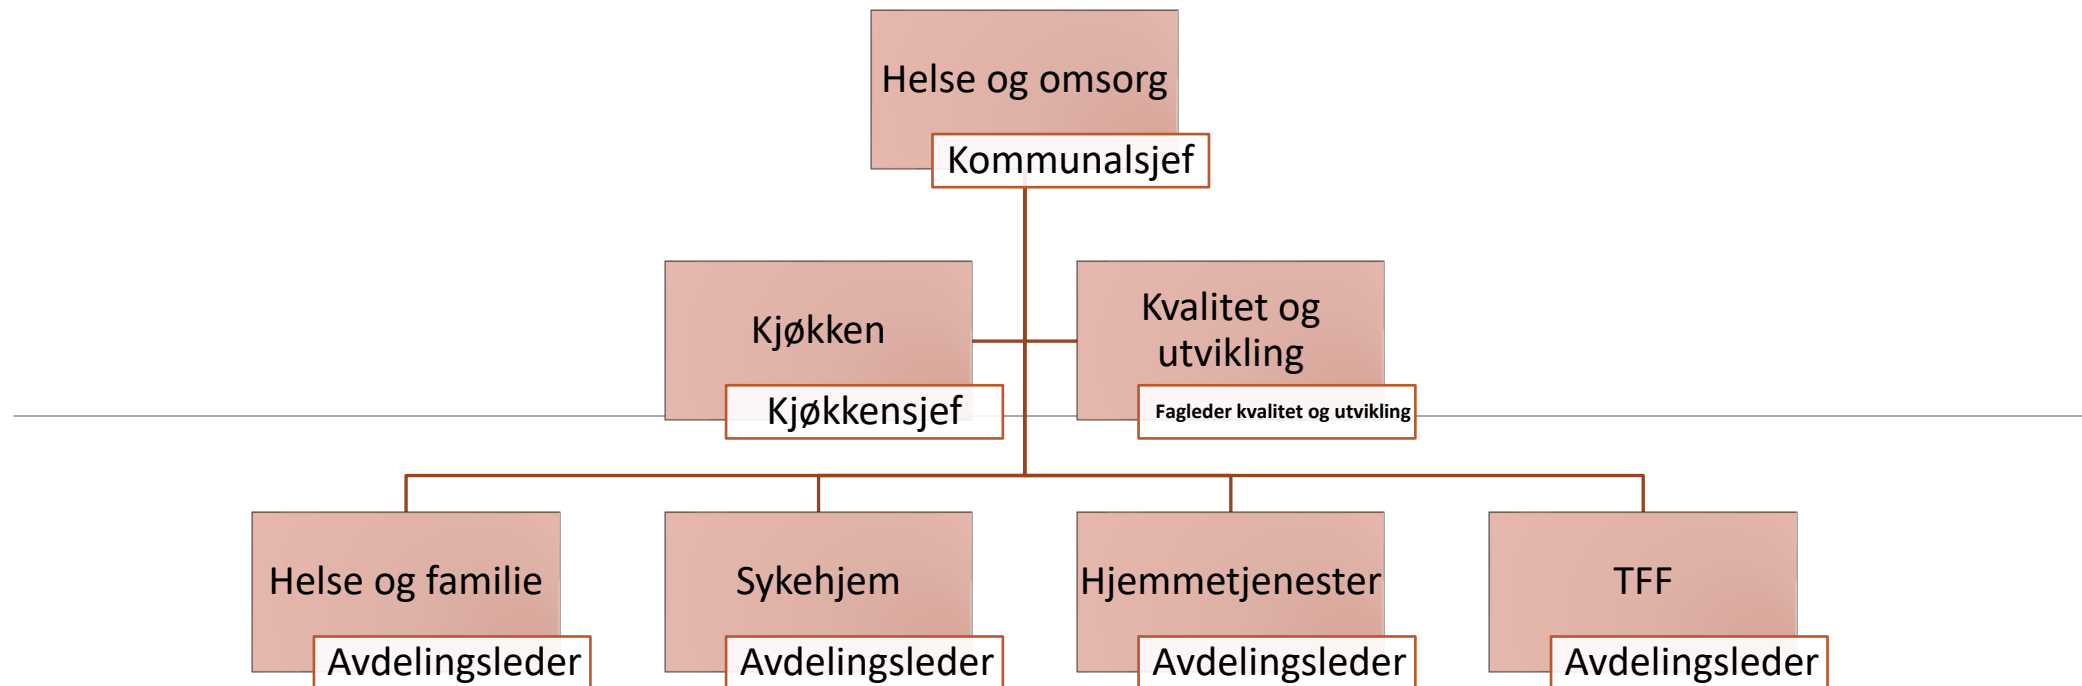 Helse og omsorg
Kommunalsjef
Kjøkken
Kjøkkensjef
Kvalitet og
utvikling
Fagleder kvalitet og utvikling
Helse og familie
Avdelingsleder
Sykehjem
Avdelingsleder
Hjemmetjenester
Avdelingsleder
TFF
Avdelingsleder